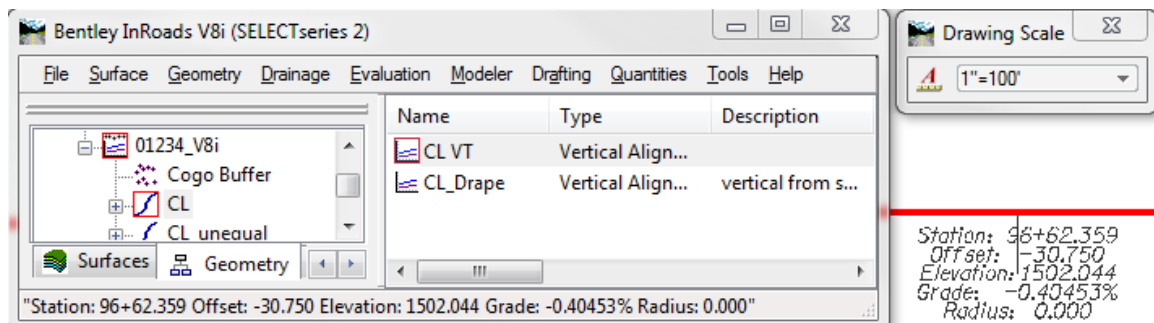 Bentley InRoads V8i (SELECTseries 2)
File Surface Geometry Drainage Evaluation Modeler Drafting Quantities Tools Help
01234_V8i
Cogo Buffer
CL
CL_unequal
Surfaces Geometry
Name Type Description
CL VT Vertical Align...
CL_Drape Vertical Align... vertical from s...
"Station: 96+62.359 Offset: -30.750 Elevation: 1502.044 Grade: -0.40453% Radius: 0.000"
Drawing Scale
A 1"=100'
Station: 96+62.359
Offset: -30.750
Elevation: 1502.044
Grade: -0.40453%
Radius: 0.000